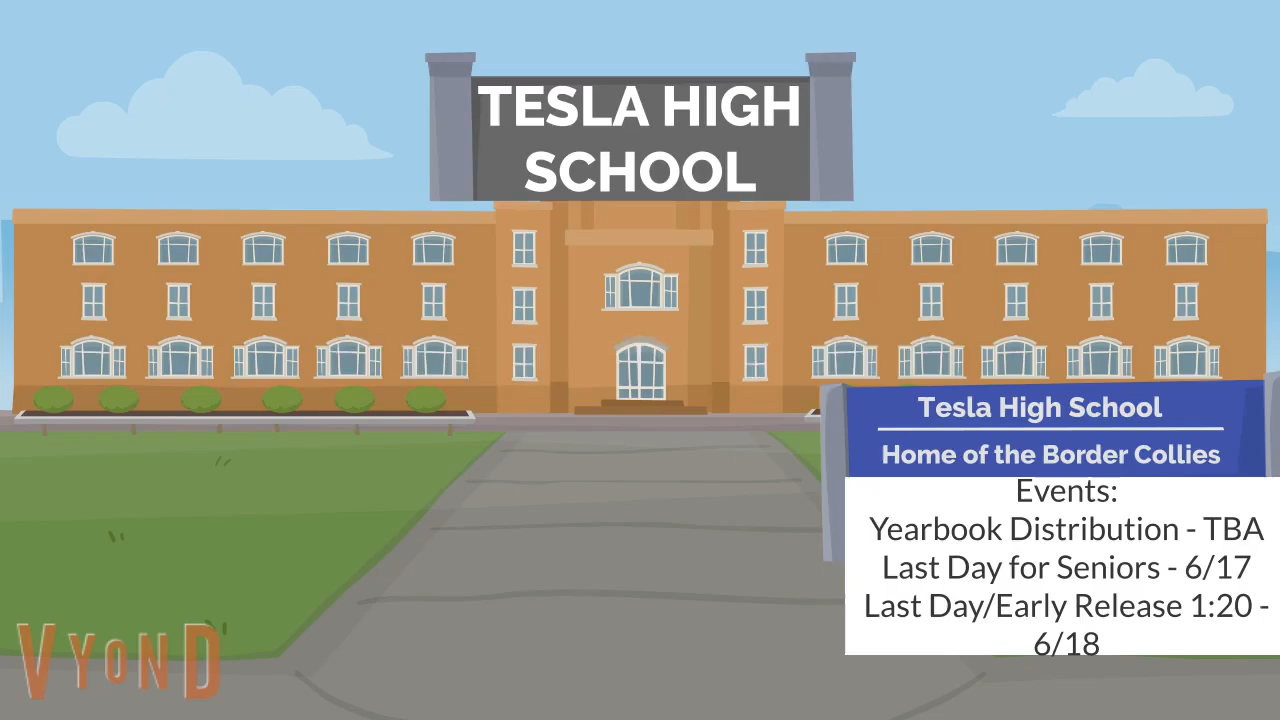 TESLA HIGH
SCHOOL
Tesla High School
Home of the Border Collies
Events:
Yearbook Distribution - TBA
Last Day for Seniors - 6/17
Last Day/Early Release 1:20 -
6/18
VYOND